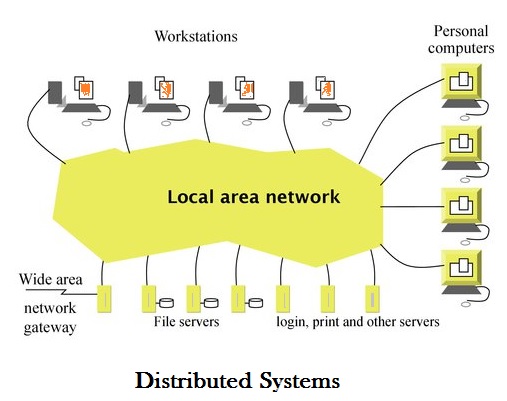 Workstations
Personal
computers
Local area network
Wide area
network
gateway
File servers
login, print and other servers
Distributed Systems